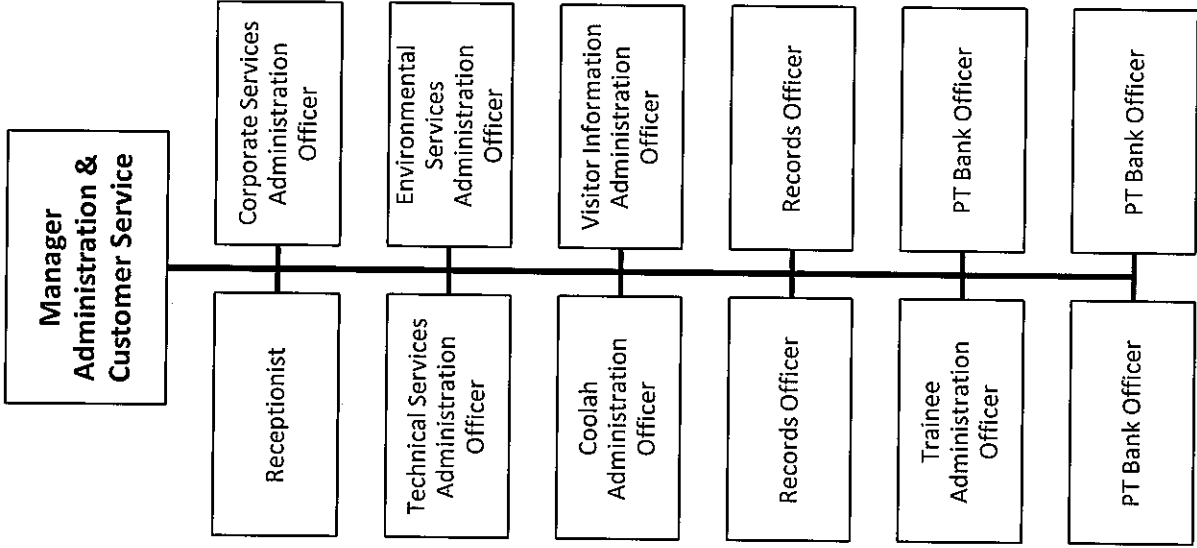 Manager
Administration &
Customer Service
Receptionist
Corporate Services
Administration
Officer
Technical Services
Administration
Officer
Environmental
Services
Administration
Officer
Coolah
Administration
Officer
Visitor Information
Administration
Officer
Records Officer
Records Officer
Trainee
Administration
Officer
PT Bank Officer
PT Bank Officer
PT Bank Officer